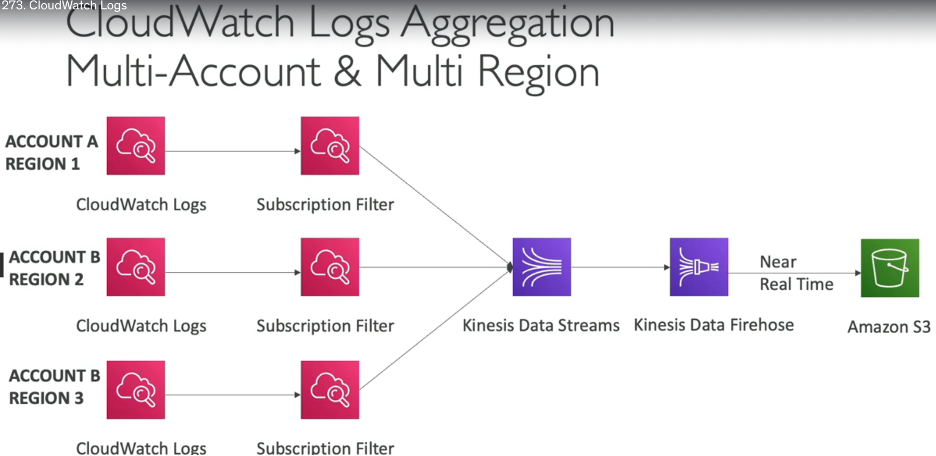 273. CloudWatch Logs
CloudWatch Logs Aggregation
Multi-Account & Multi Region
ACCOUNT A
REGION 1
CloudWatch Logs
Subscription Filter
ACCOUNT B
REGION 2
CloudWatch Logs
Subscription Filter
Kinesis Data Streams
Kinesis Data Firehose
Near
Real Time
Amazon S3
ACCOUNT B
REGION 3
CloudWatch Logs
Subscription Filter